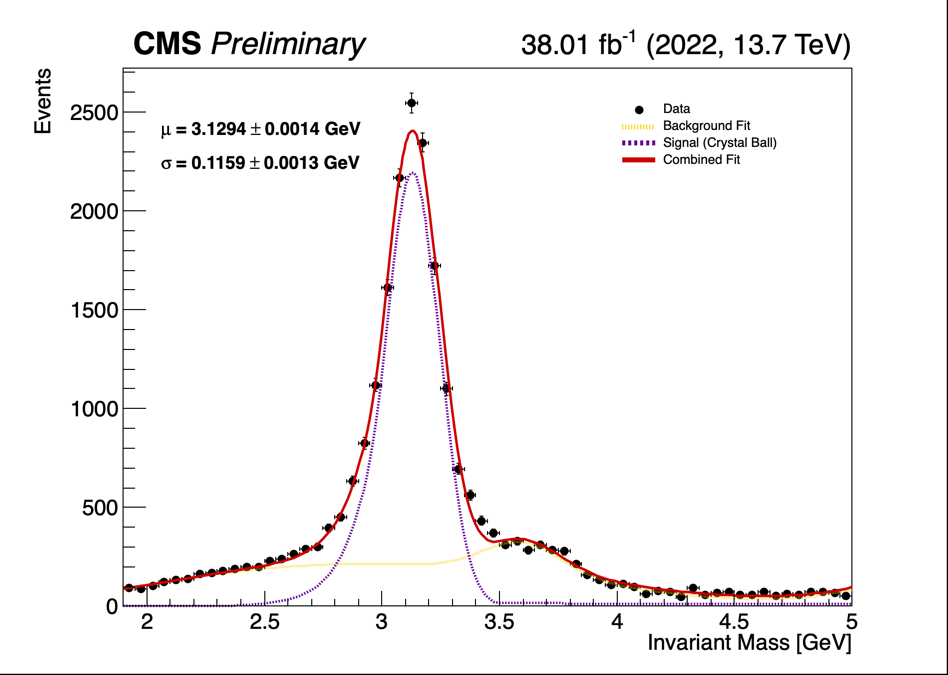 CMS Preliminary 38.01 fb⁻¹ (2022, 13.7 TeV)
Events
μ = 3.1294 ± 0.0014 GeV
σ = 0.1159 ± 0.0013 GeV
Data
Background Fit
Signal (Crystal Ball)
Combined Fit
2500
2000
1500
1000
500
0
2 2.5 3 3.5 4 4.5 5
Invariant Mass [GeV]